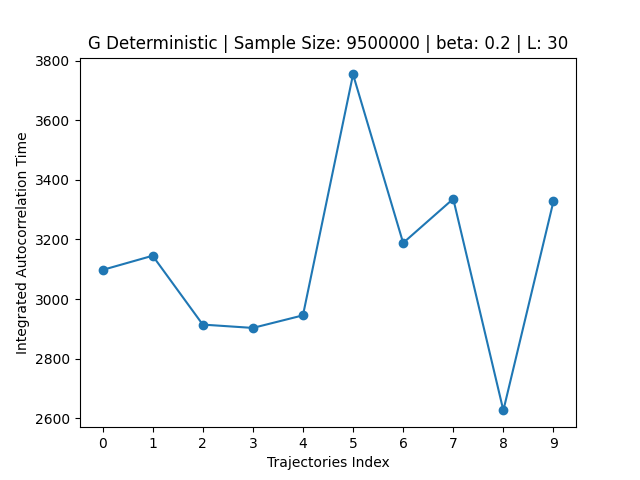 G Deterministic | Sample Size: 9500000 | beta: 0.2 | L: 30
Integrated Autocorrelation Time
3800
3600
3400
3200
3000
2800
2600
0 1 2 3 4 5 6 7 8 9
Trajectories Index